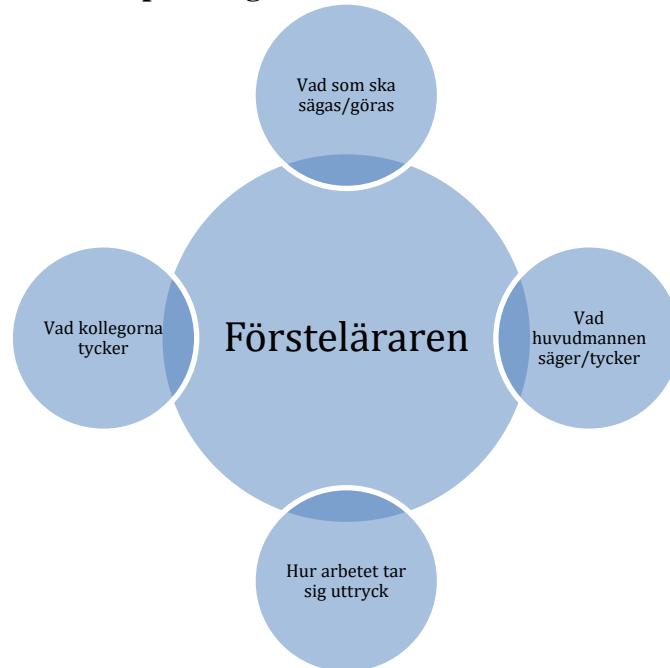 Vad som ska
sägas/göras
Vad kollegorna
tycker
Försteläraren
Vad
huvudmannen
säger/tycker
Hur arbetet tar
sig uttryck